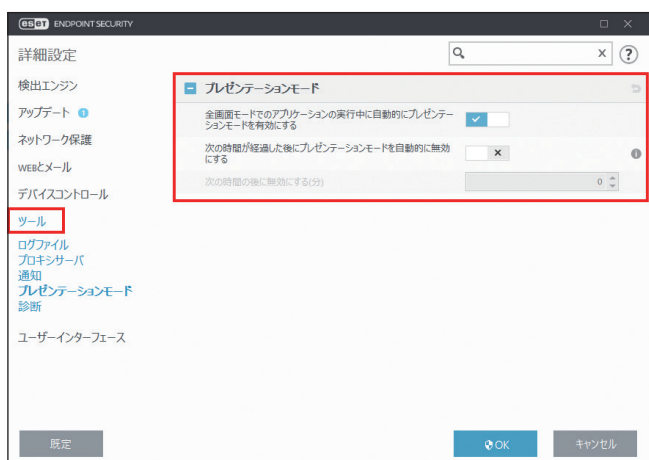 eset ENDPOINT SECURITY
詳細設定
検出エンジン
アップデート 1
ネットワーク保護
WEBとメール
デバイスコントロール
ツール
ログファイル
プロキシサーバ
通知
プレゼンテーションモード
診断
ユーザーインターフェース
プレゼンテーションモード
全画面モードでのアプリケーションの実行中に自動的にプレゼンテー
ションモードを有効にする
次の時間が経過した後にプレゼンテーションモードを自動的に無効
にする
次の時間の後に無効にする(分)
0
既定
OK
キャンセル